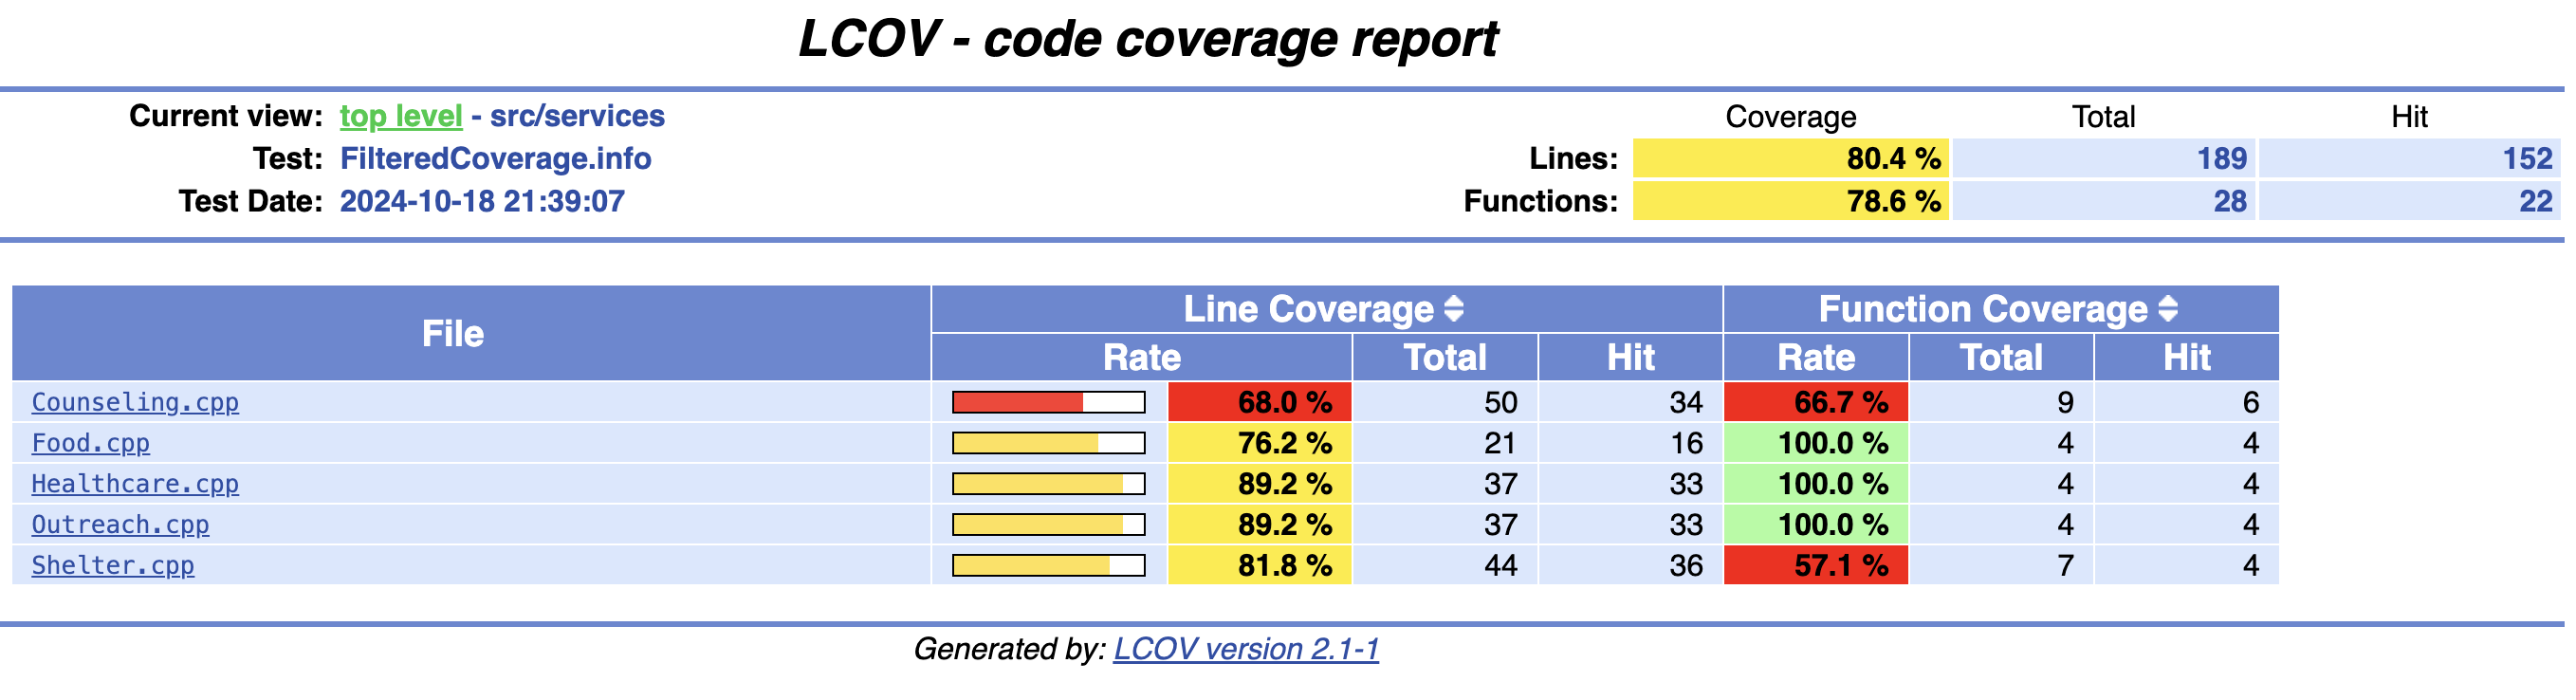 LCOV - code coverage report
Current view: top level - src/services Coverage Total Hit
Test: FilteredCoverage.info Lines: 80.4 % 189 152
Test Date: 2024-10-18 21:39:07 Functions: 78.6 % 28 22
File Line Coverage Function Coverage
Rate Total Hit Rate Total Hit
Counseling.cpp 68.0 % 50 34 66.7 % 9 6
Food.cpp 76.2 % 21 16 100.0 % 4 4
Healthcare.cpp 89.2 % 37 33 100.0 % 4 4
Outreach.cpp 89.2 % 37 33 100.0 % 4 4
Shelter.cpp 81.8 % 44 36 57.1 % 7 4
Generated by: LCOV version 2.1-1